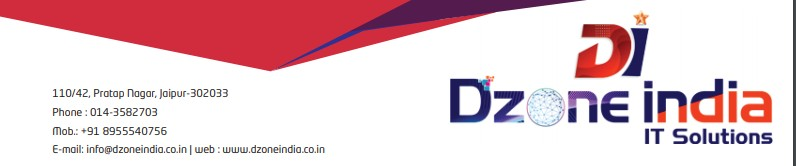 110/42, Pratap Nagar, Jaipur-302033
Phone : 014-3582703
Mob.: +91 8955540756
E-mail: info@dzoneindia.co.in | web : www.dzoneindia.co.in
Di
Dzone india
IT Solutions